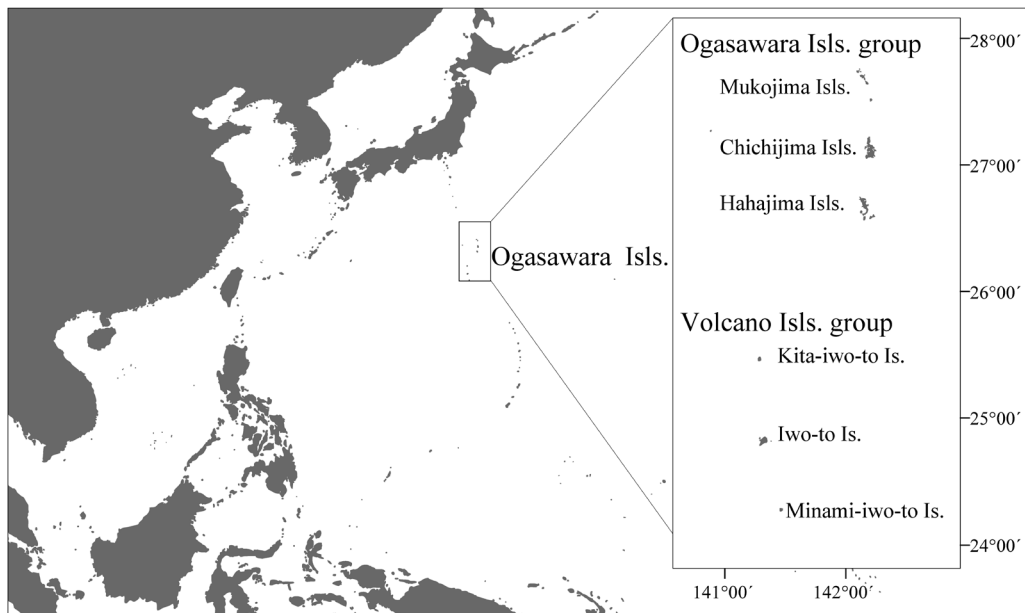 Ogasawara Isls. group
28°00′
Mukojima Isls.
Chichijima Isls.
27°00′
Hahajima Isls.
Ogasawara Isls.
26°00′
Volcano Isls. group
Kita-iwo-to Is.
25°00′
Iwo-to Is.
Minami-iwo-to Is.
24°00′
141°00′ 142°00′